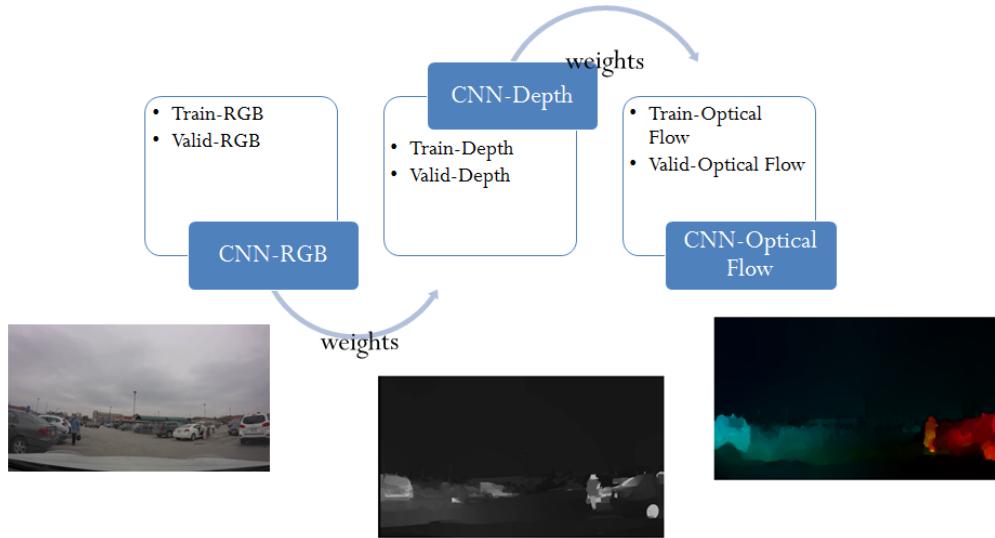 • Train-RGB
• Valid-RGB
CNN-RGB
weights
CNN-Depth
• Train-Depth
• Valid-Depth
weights
• Train-Optical
Flow
• Valid-Optical Flow
CNN-Optical
Flow